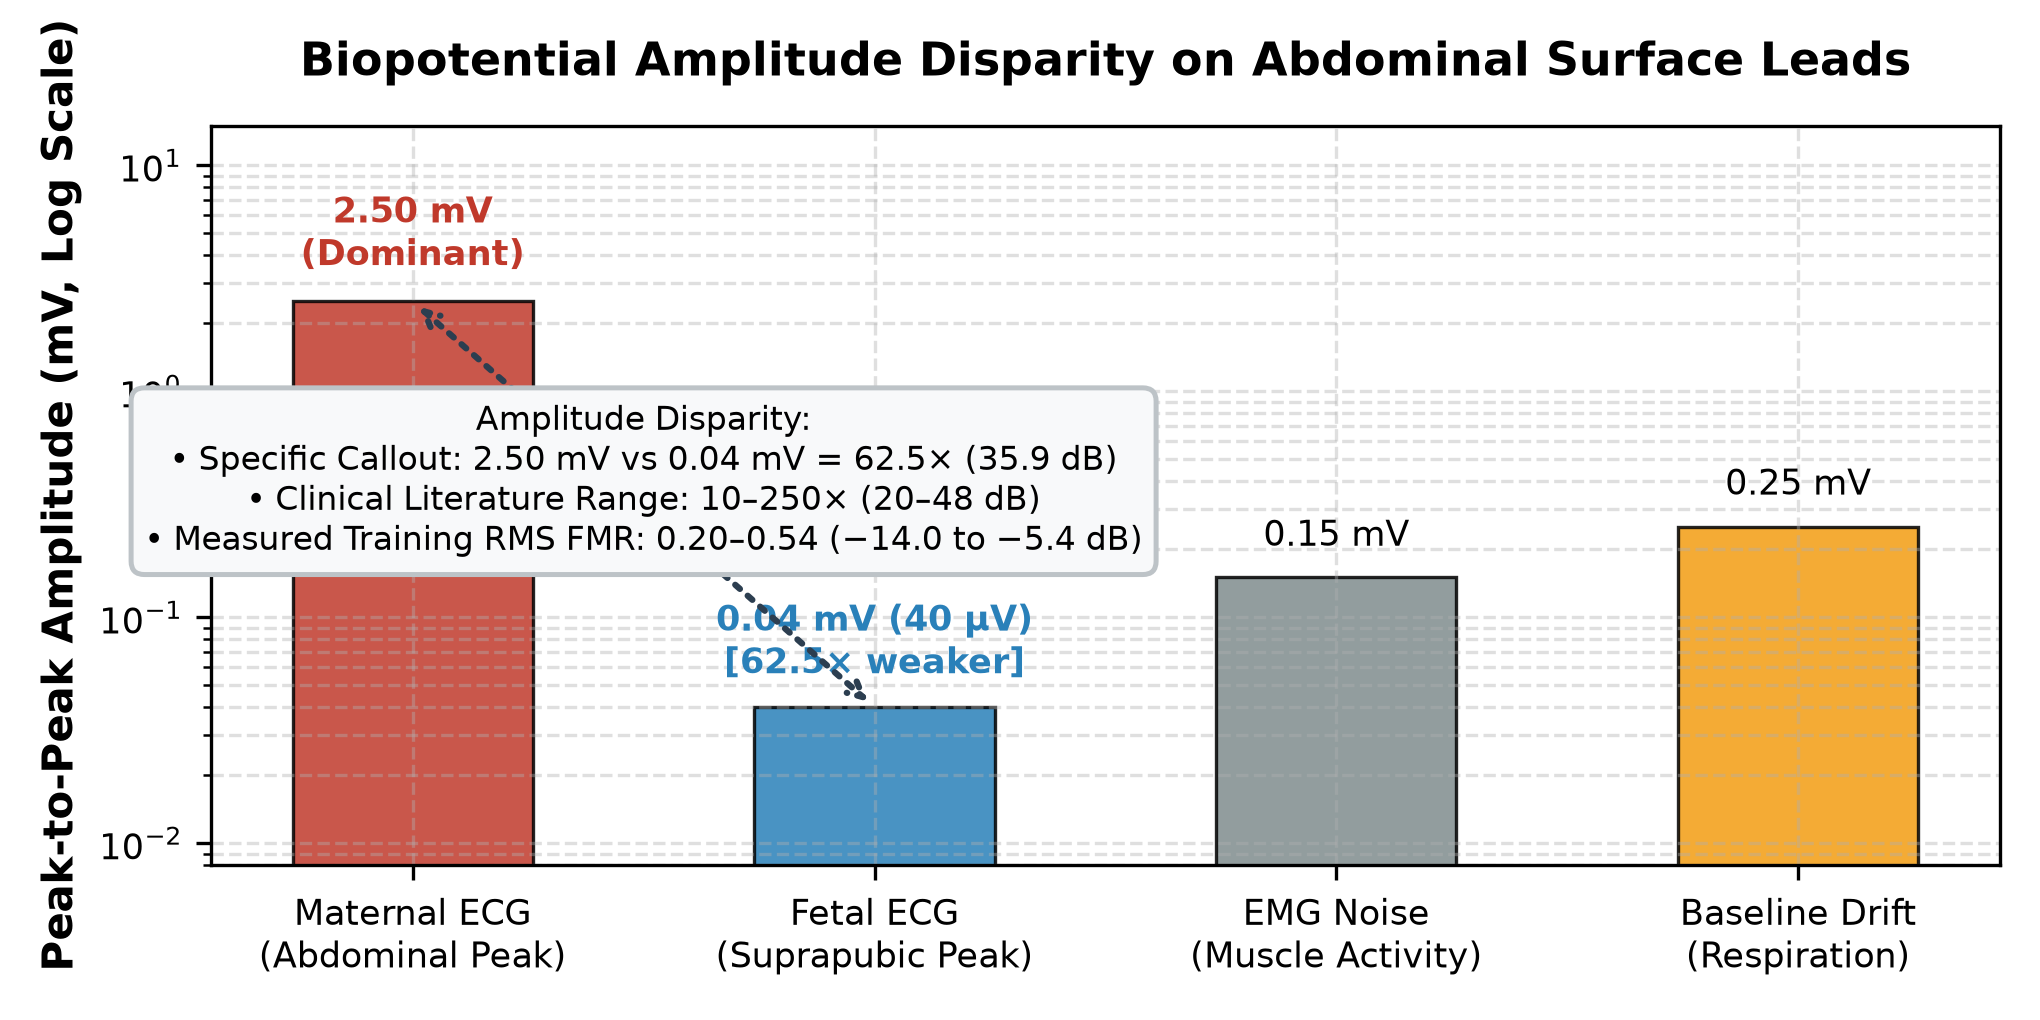 Biopotential Amplitude Disparity on Abdominal Surface Leads
Peak-to-Peak Amplitude (mV, Log Scale)
10¹
10⁻¹
10⁻²
2.50 mV
(Dominant)
Amplitude Disparity:
• Specific Callout: 2.50 mV vs 0.04 mV = 62.5× (35.9 dB)
• Clinical Literature Range: 10–250× (20–48 dB)
• Measured Training RMS FMR: 0.20–0.54 (−14.0 to −5.4 dB)
0.04 mV (40 μV)
[62.5× weaker]
0.15 mV
0.25 mV
Maternal ECG
(Abdominal Peak)
Fetal ECG
(Suprapubic Peak)
EMG Noise
(Muscle Activity)
Baseline Drift
(Respiration)